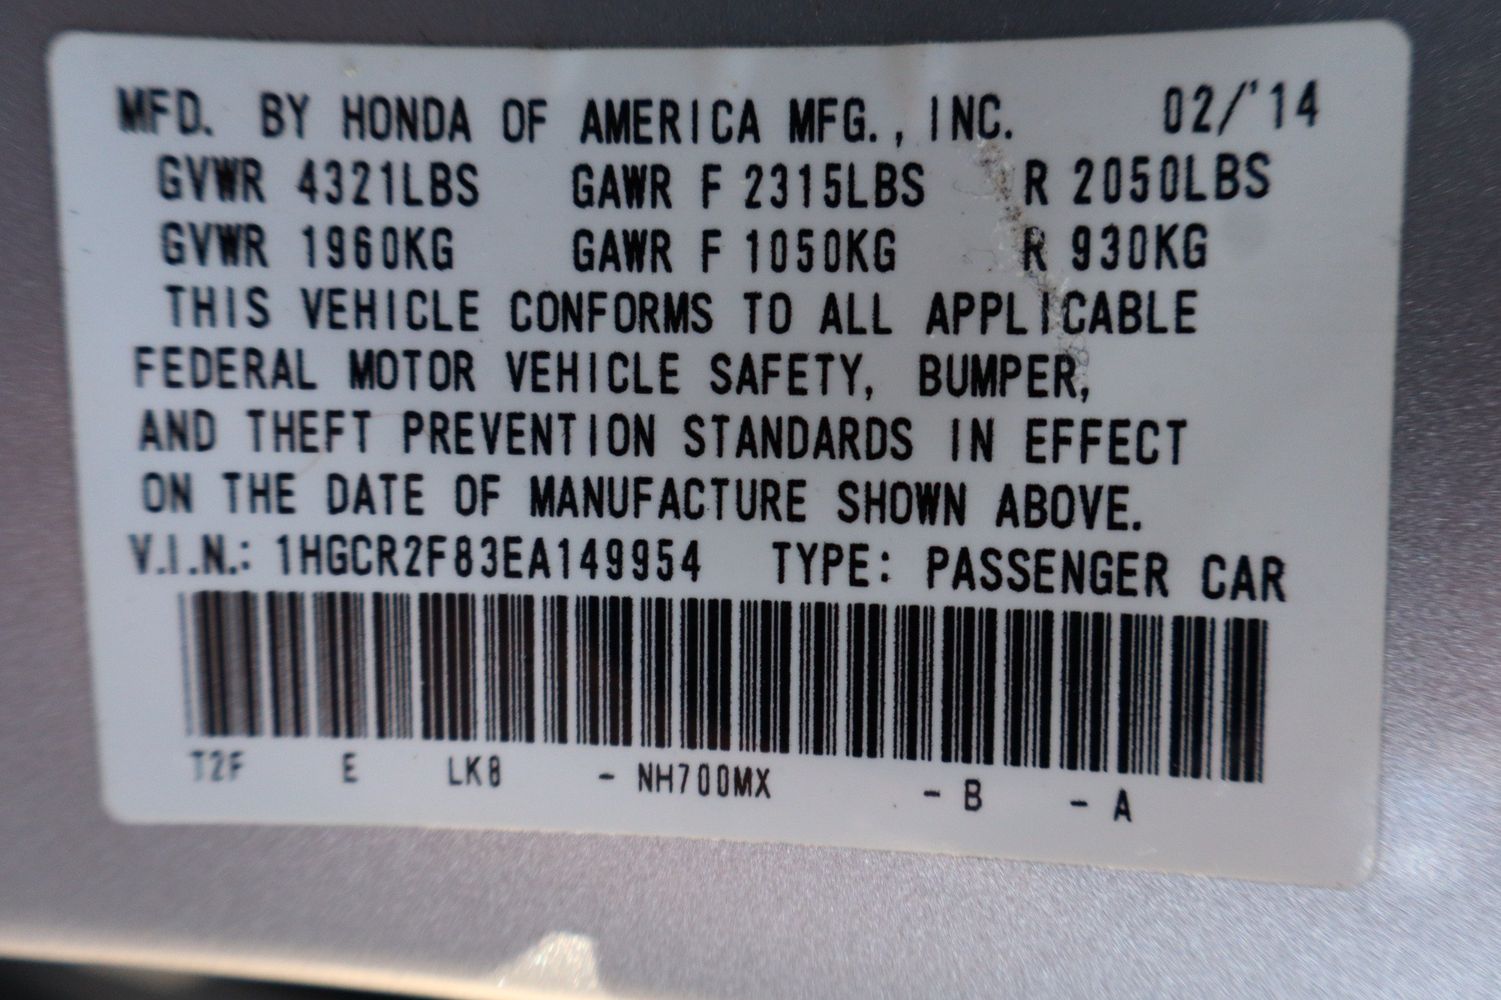 MFD. BY HONDA OF AMERICA MFG., INC. 02/'14
GVWR 4321LBS GAWR F 2315LBS R 2050LBS
GVWR 1960KG GAWR F 1050KG R 930KG
THIS VEHICLE CONFORMS TO ALL APPLICABLE
FEDERAL MOTOR VEHICLE SAFETY, BUMPER,
AND THEFT PREVENTION STANDARDS IN EFFECT
ON THE DATE OF MANUFACTURE SHOWN ABOVE.
V.I.N.: 1HGCR2F83EA149954 TYPE: PASSENGER CAR
T2F E LK8 - NH700MX - B - A